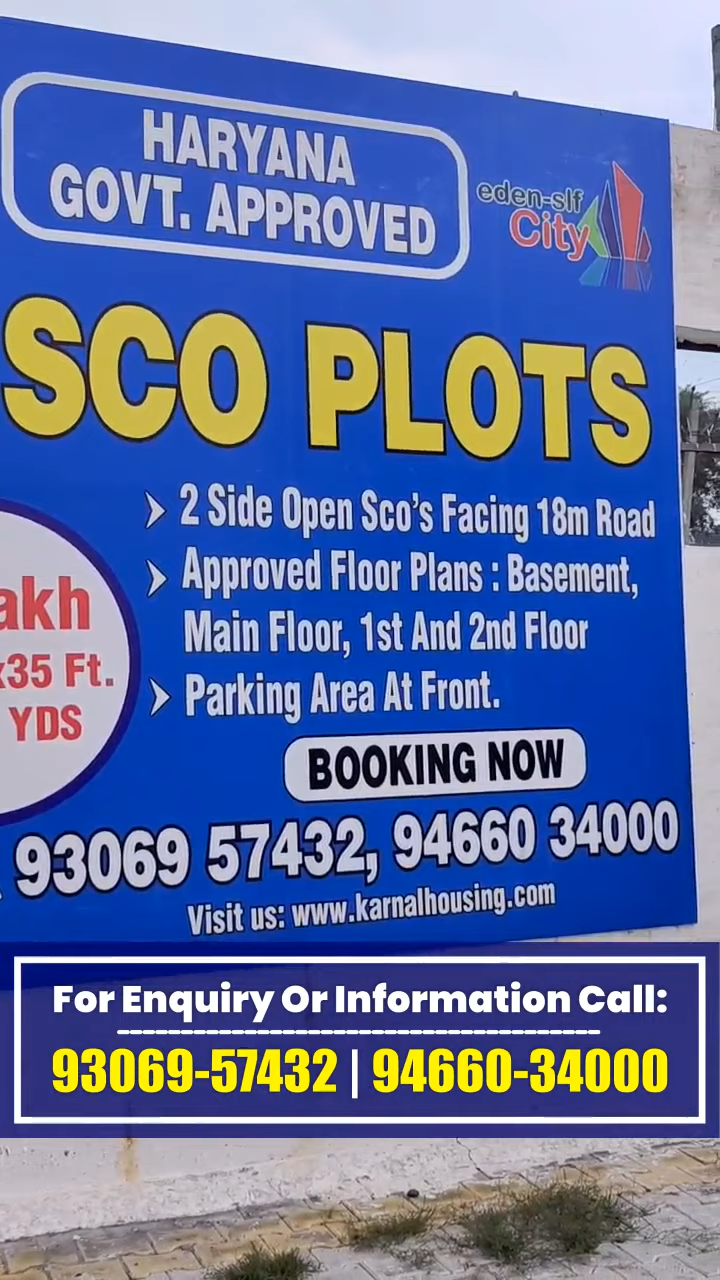 HARYANA
GOVT. APPROVED
eden-slf
City
SCO PLOTS
2 Side Open Sco's Facing 18m Road
Approved Floor Plans : Basement,
Main Floor, 1st And 2nd Floor
Parking Area At Front.
akh
x35 Ft.
YDS
BOOKING NOW
93069 57432, 94660 34000
Visit us: www.karnalhousing.com
For Enquiry Or Information Call:
93069-57432 | 94660-34000